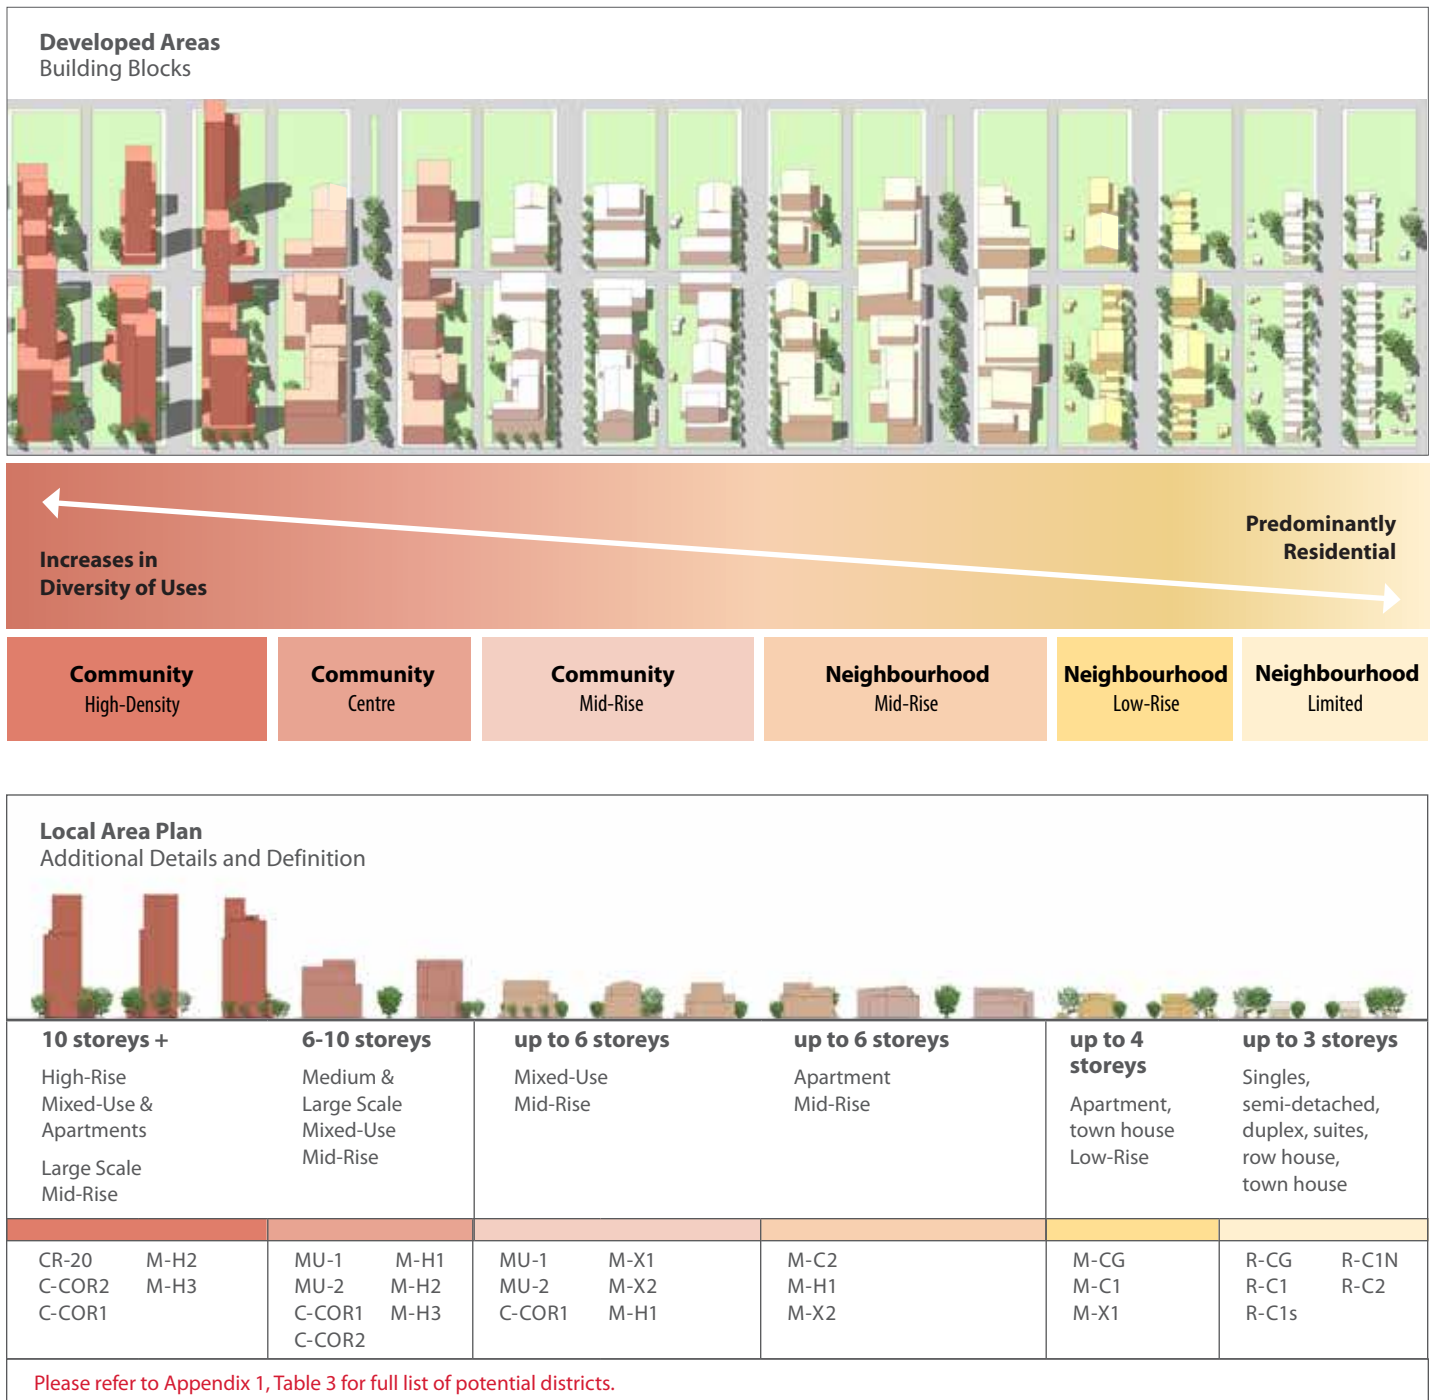 Developed Areas
Building Blocks
Increases in
Diversity of Uses
Predominantly
Residential
Community
High-Density
Community
Centre
Community
Mid-Rise
Neighbourhood
Mid-Rise
Neighbourhood
Low-Rise
Neighbourhood
Limited
Local Area Plan
Additional Details and Definition
10 storeys +
High-Rise
Mixed-Use &
Apartments
Large Scale
Mid-Rise
6-10 storeys
Medium &
Large Scale
Mixed-Use
Mid-Rise
up to 6 storeys
Mixed-Use
Mid-Rise
up to 6 storeys
Apartment
Mid-Rise
up to 4
storeys
Apartment,
town house
Low-Rise
up to 3 storeys
Singles,
semi-detached,
duplex, suites,
row house,
town house
CR-20 M-H2
C-COR2 M-H3
C-COR1
MU-1 M-H1
MU-2 M-H2
C-COR1 M-H3
C-COR2
MU-1 M-X1
MU-2 M-X2
C-COR1 M-H1
M-C2
M-H1
M-X2
M-CG
M-C1
M-X1
R-CG R-C1N
R-C1 R-C2
R-C1s
Please refer to Appendix 1, Table 3 for full list of potential districts.